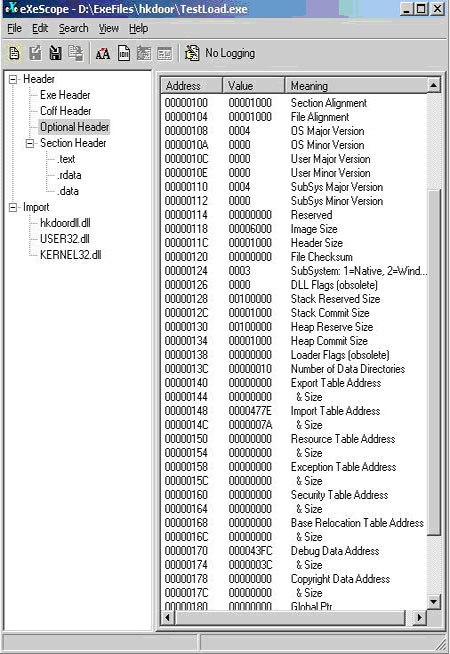 eXeScope - D:\ExeFiles\hkdoor\TestLoad.exe
File Edit Search View Help
No Logging
Header
Exe Header
Coff Header
Optional Header
Section Header
.text
.rdata
.data
Import
hkdoordll.dll
USER32.dll
KERNEL32.dll
Address Value Meaning
00000100 00001000 Section Alignment
00000104 00001000 File Alignment
00000108 0004 OS Major Version
0000010A 0000 OS Minor Version
0000010C 0000 User Major Version
0000010E 0000 User Minor Version
00000110 0004 SubSys Major Version
00000112 0000 SubSys Minor Version
00000114 00000000 Reserved
00000118 00006000 Image Size
0000011C 00001000 Header Size
00000120 00000000 File Checksum
00000124 0003 SubSystem: 1=Native, 2=Wind...
00000126 0000 DLL Flags (obsolete)
00000128 00100000 Stack Reserved Size
0000012C 00001000 Stack Commit Size
00000130 00100000 Heap Reserve Size
00000134 00001000 Heap Commit Size
00000138 00000000 Loader Flags (obsolete)
0000013C 00000010 Number of Data Directories
00000140 00000000 Export Table Address
00000144 00000000 & Size
00000148 0000477E Import Table Address
0000014C 0000007A & Size
00000150 00000000 Resource Table Address
00000154 00000000 & Size
00000158 00000000 Exception Table Address
0000015C 00000000 & Size
00000160 00000000 Security Table Address
00000164 00000000 & Size
00000168 00000000 Base Relocation Table Address
0000016C 00000000 & Size
00000170 000043FC Debug Data Address
00000174 0000003C & Size
00000178 00000000 Copyright Data Address
0000017C 00000000 & Size
00000180 00000000 Global Ptr